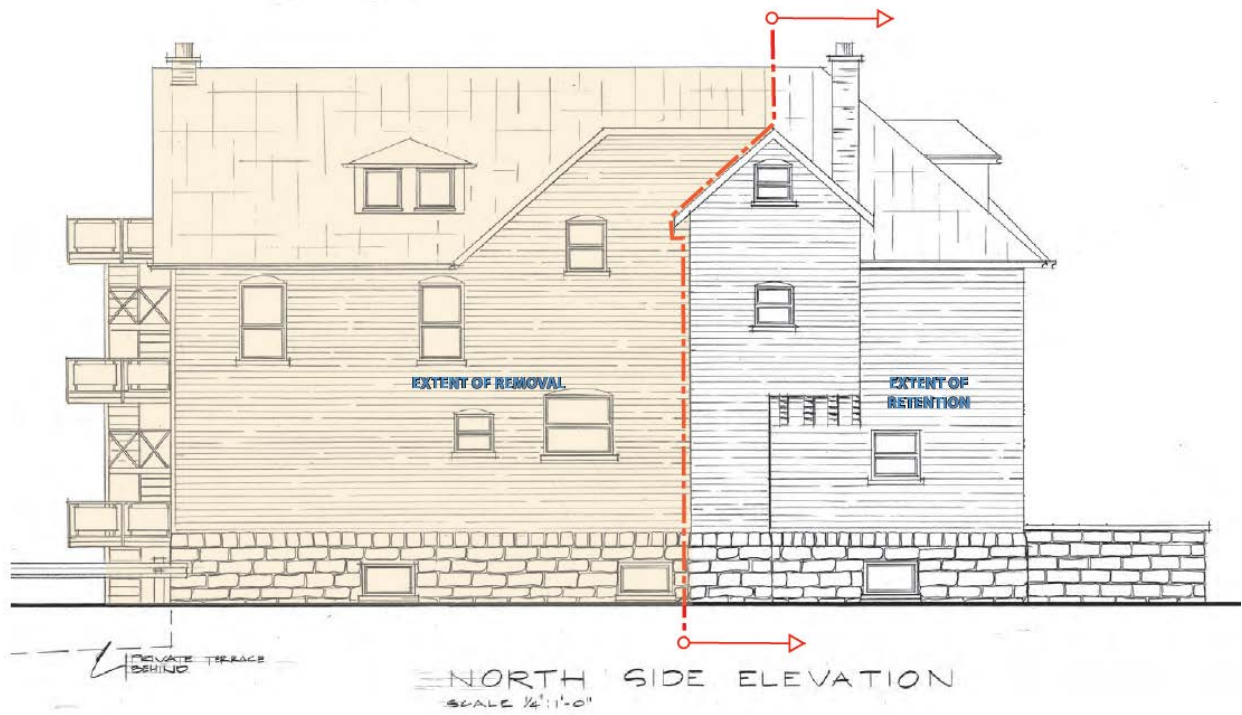 EXTENT OF REMOVAL
EXTENT OF
RETENTION
PRIVATE TERRACE
BEHIND.
NORTH SIDE ELEVATION
SCALE 1/4":1'-0"